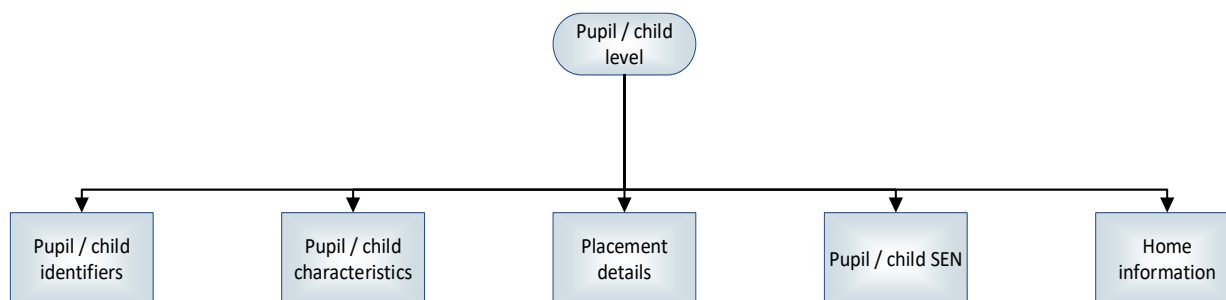 Pupil / child
level
Pupil / child
identifiers
Pupil / child
characteristics
Placement
details
Pupil / child SEN
Home
information